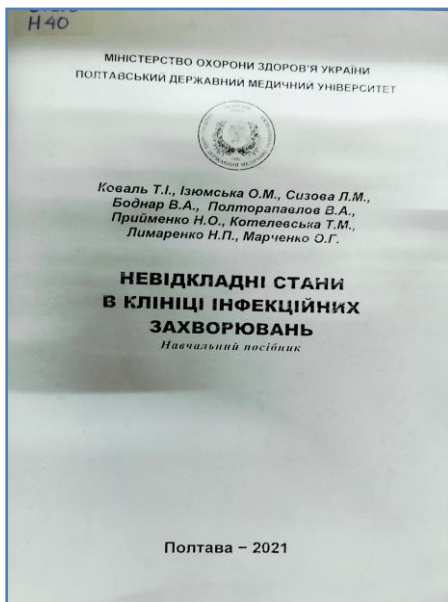 Н 40
МІНІСТЕРСТВО ОХОРОНИ ЗДОРОВ'Я УКРАЇНИ
ПОЛТАВСЬКИЙ ДЕРЖАВНИЙ МЕДИЧНИЙ УНІВЕРСИТЕТ
Коваль Т.І., Ізюмська О.М., Сизова Л.М.,
Боднар В.А., Полторапавлов В.А.,
Прийменко Н.О., Котелевська Т.М.,
Лимаренко Н.П., Марченко О.Г.
НЕВІДКЛАДНІ СТАНИ
В КЛІНІЦІ ІНФЕКЦІЙНИХ
ЗАХВОРЮВАНЬ
Навчальний посібник
Полтава – 2021